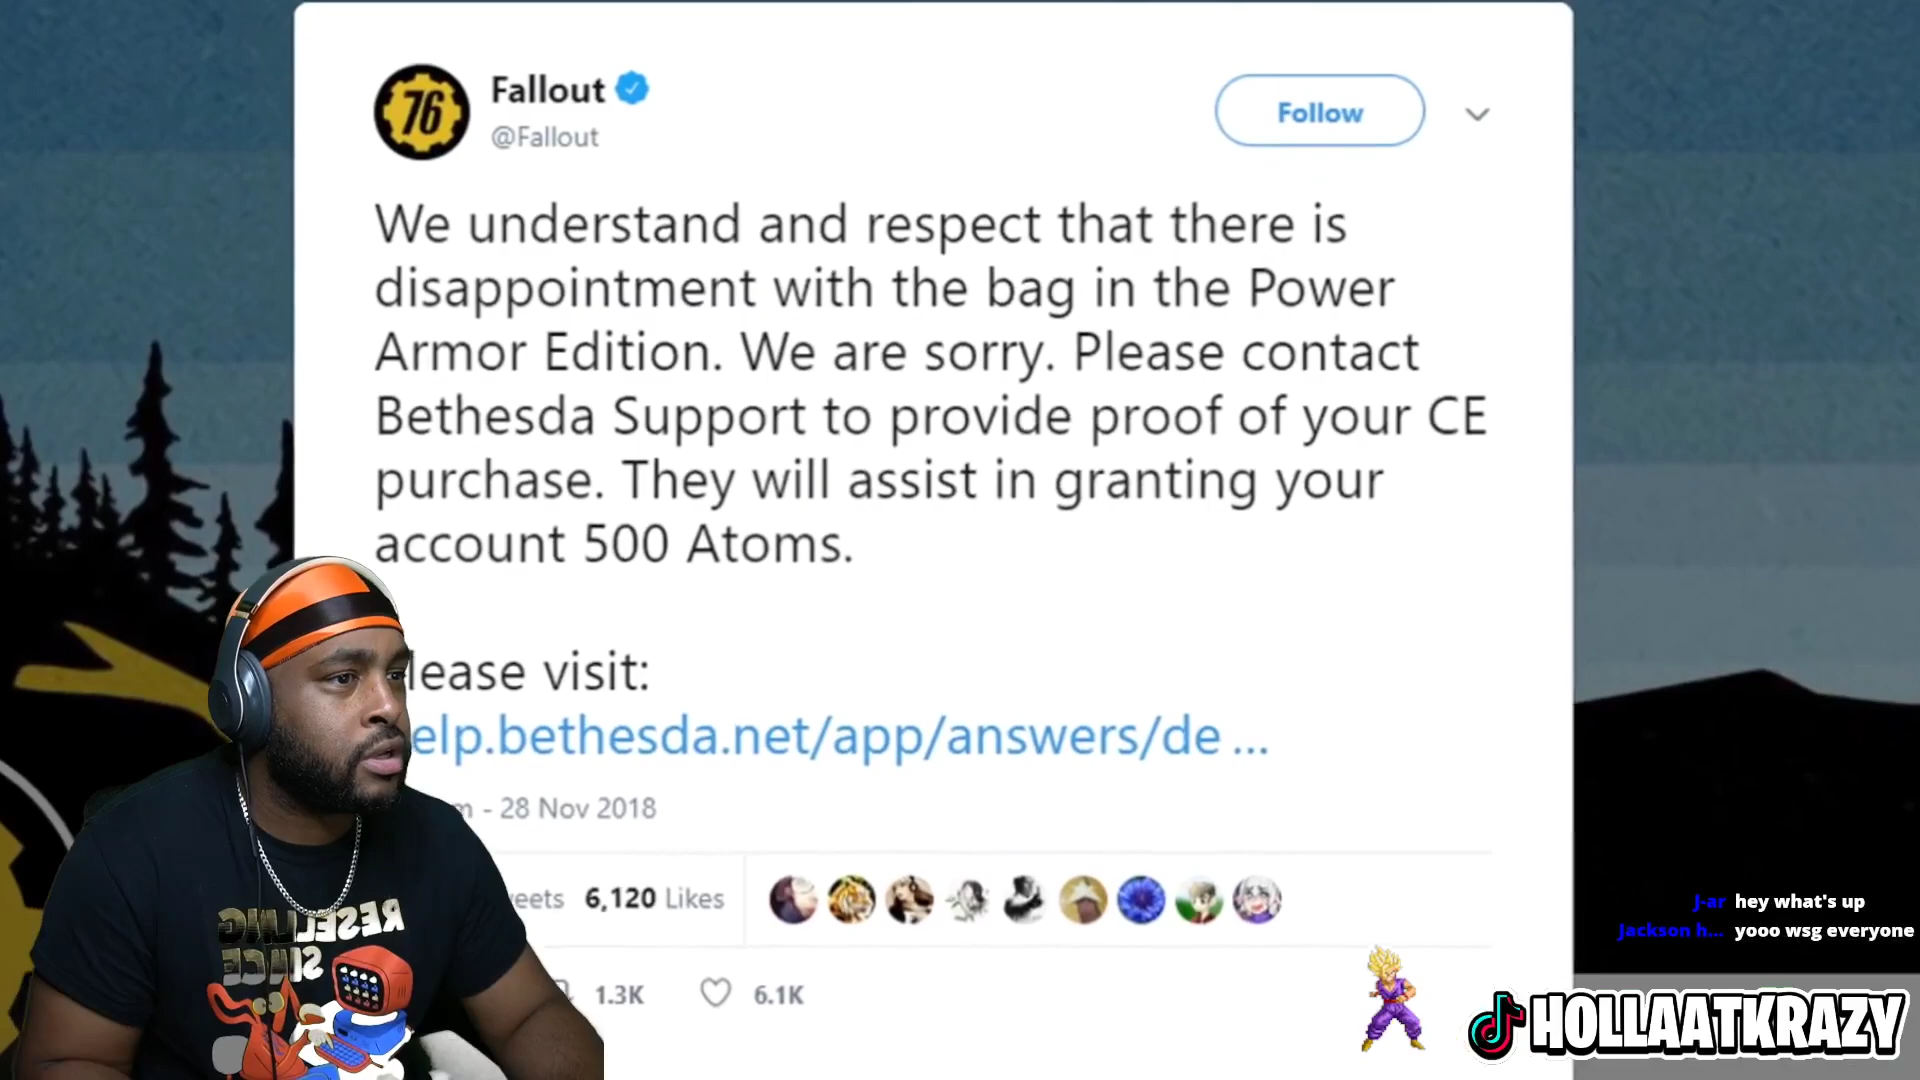 76
Fallout
@Fallout
Follow
We understand and respect that there is
disappointment with the bag in the Power
Armor Edition. We are sorry. Please contact
Bethesda Support to provide proof of your CE
purchase. They will assist in granting your
account 500 Atoms.
lease visit:
elp.bethesda.net/app/answers/de ...
m - 28 Nov 2018
eets 6,120 Likes
1.3K 6.1K
RESELLING
SINCE
J-ar hey what's up
Jackson h... yooo wsg everyone
HOLLAATKRAZY